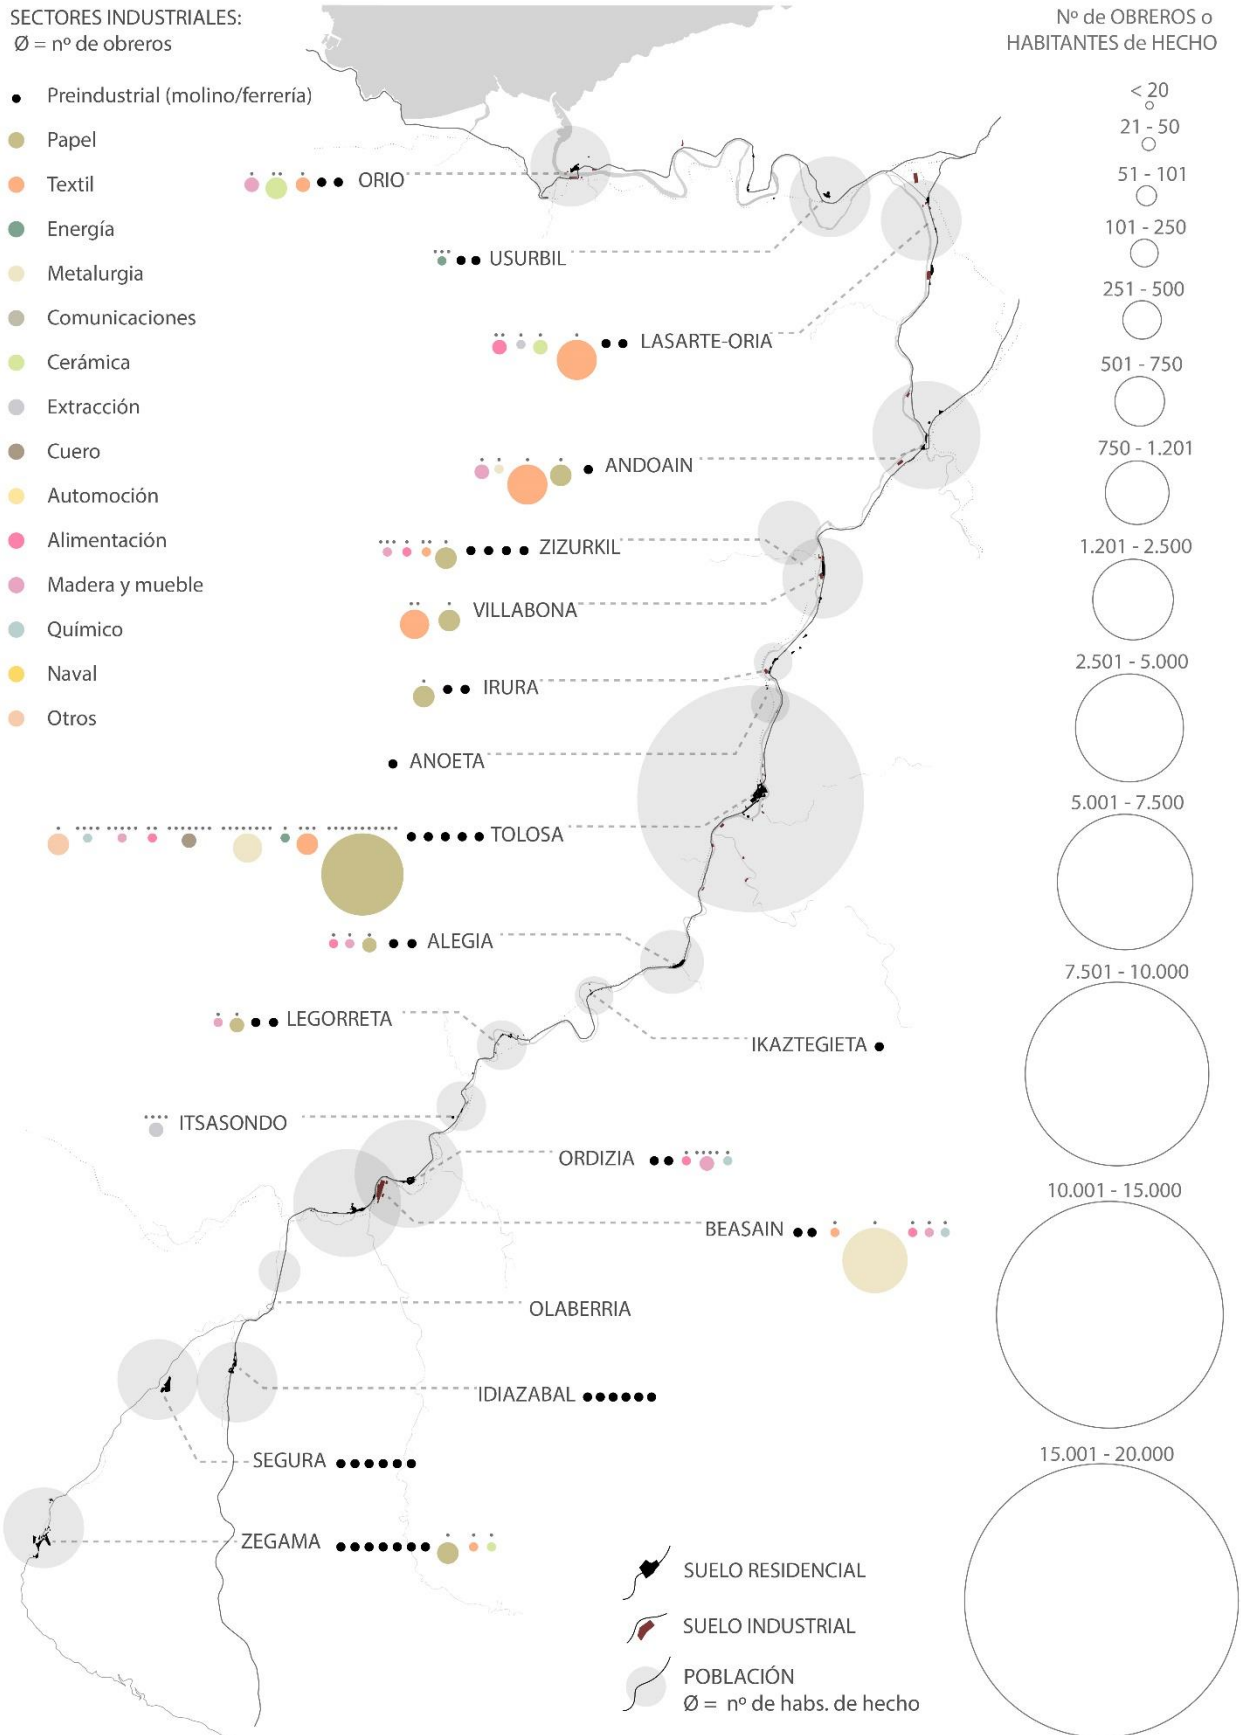 SECTORES INDUSTRIALES:
Ø = nº de obreros
Preindustrial (molino/ferrería)
Papel
Textil
Energía
Metalurgia
Comunicaciones
Cerámica
Extracción
Cuero
Automoción
Alimentación
Madera y mueble
Químico
Naval
Otros
ORIO
USURBIL
LASARTE-ORIA
ANDOAIN
ZIZURKIL
VILLABONA
IRURA
ANOETA
TOLOSA
ALEGIA
LEGORRETA
IKAZTEGIETA
ITSASONDO
ORDIZIA
BEASAIN
OLABERRIA
IDIAZABAL
SEGURA
ZEGAMA
Nº de OBREROS o
HABITANTES de HECHO
< 20
21 - 50
51 - 101
101 - 250
251 - 500
501 - 750
750 - 1.201
1.201 - 2.500
2.501 - 5.000
5.001 - 7.500
7.501 - 10.000
10.001 - 15.000
15.001 - 20.000
SUELO RESIDENCIAL
SUELO INDUSTRIAL
POBLACIÓN
Ø = nº de habs. de hecho